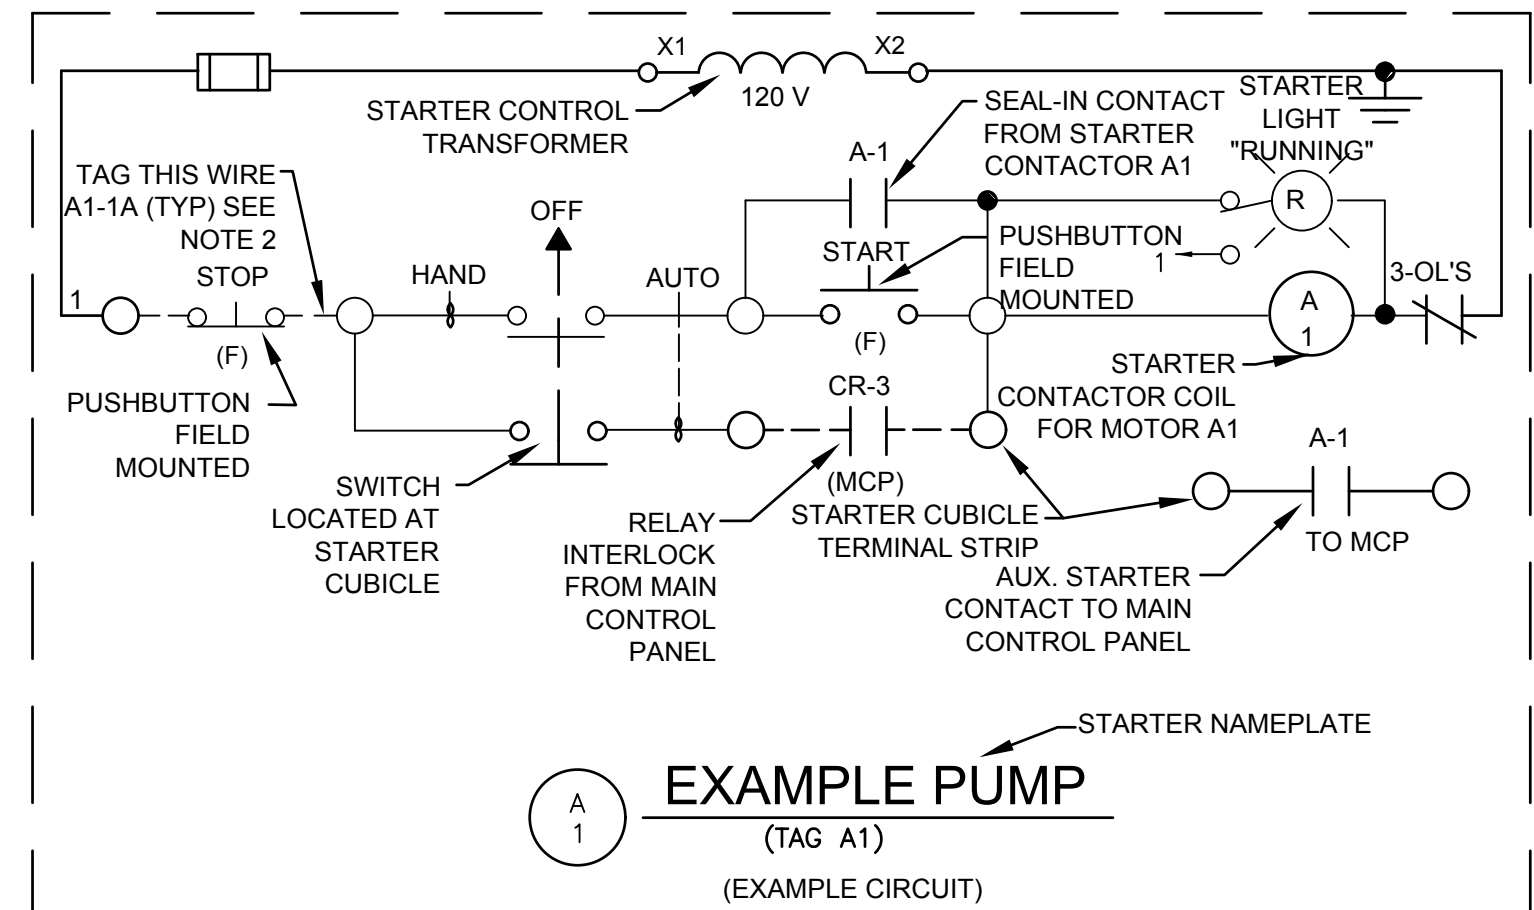 X1
X2
120 V
STARTER CONTROL
TRANSFORMER
SEAL-IN CONTACT
FROM STARTER
CONTACTOR A1
STARTER
LIGHT
"RUNNING"
A-1
R
TAG THIS WIRE
A1-1A (TYP) SEE
NOTE 2
OFF
START
PUSHBUTTON
FIELD
MOUNTED
1
3-OL'S
1
STOP
(F)
HAND
AUTO
(F)
A
1
PUSHBUTTON
FIELD
MOUNTED
CR-3
(MCP)
STARTER
CONTACTOR COIL
FOR MOTOR A1
A-1
TO MCP
SWITCH
LOCATED AT
STARTER
CUBICLE
RELAY
INTERLOCK
FROM MAIN
CONTROL
PANEL
STARTER CUBICLE
TERMINAL STRIP
AUX. STARTER
CONTACT TO MAIN
CONTROL PANEL
STARTER NAMEPLATE
A
1
EXAMPLE PUMP
(TAG A1)
(EXAMPLE CIRCUIT)